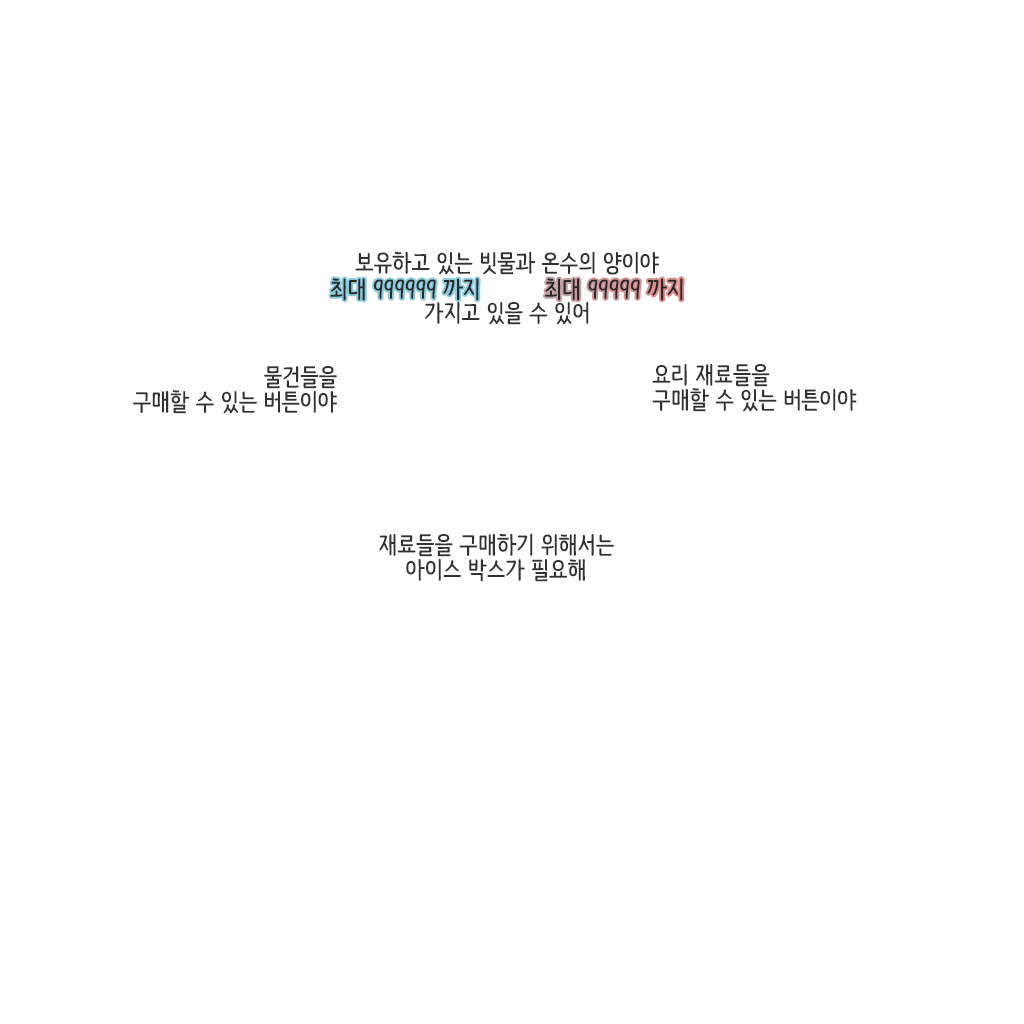 보유하고 있는 빗물과 온수의 양이야
최대 999999 까지 최대 99999 까지
가지고 있을 수 있어
물건들을
구매할 수 있는 버튼이야
요리 재료들을
구매할 수 있는 버튼이야
재료들을 구매하기 위해서는
아이스 박스가 필요해